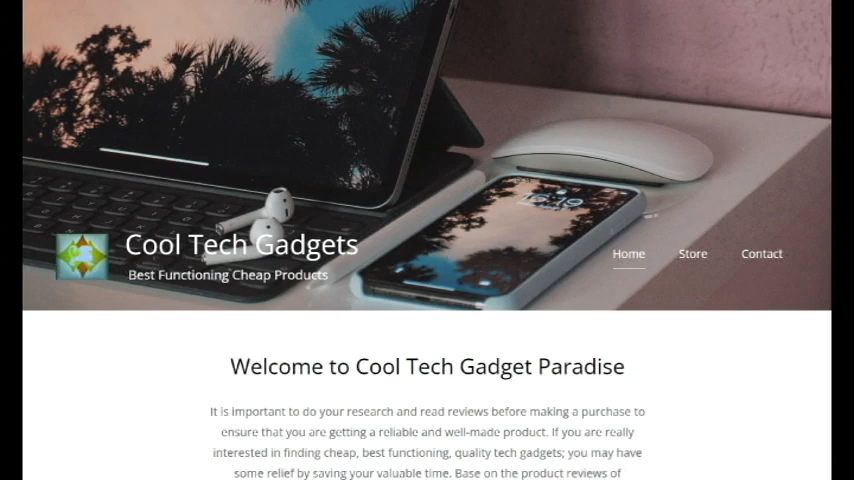 16:19
Cool Tech Gadgets
Best Functioning Cheap Products
Home Store Contact
Welcome to Cool Tech Gadget Paradise
It is important to do your research and read reviews before making a purchase to
ensure that you are getting a reliable and well-made product. If you are really
interested in finding cheap, best functioning, quality tech gadgets; you may have
some relief by saving your valuable time. Base on the product reviews of